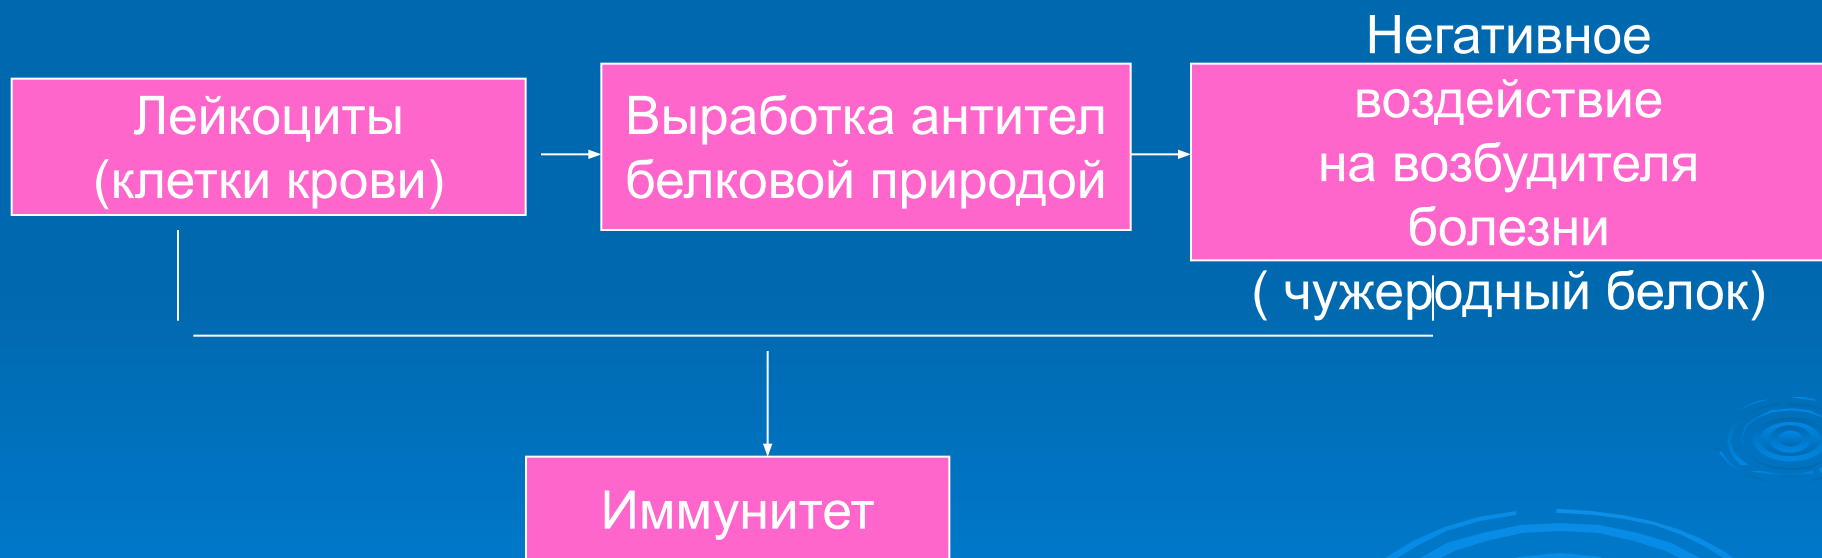 Лейкоциты
(клетки крови)
Выработка антител
белковой природой
Негативное
воздействие
на возбудителя
болезни
( чужеродный белок)
Иммунитет